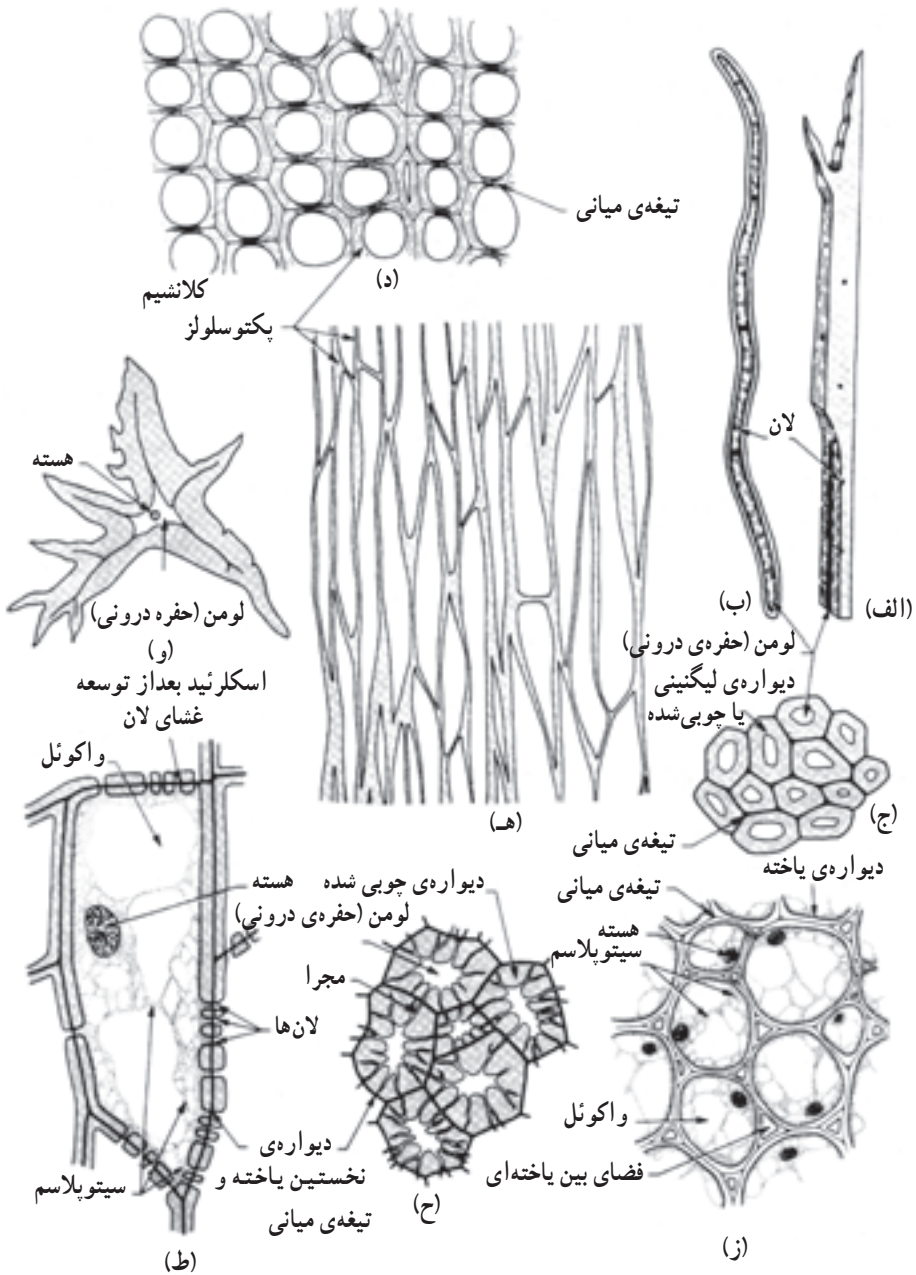 تیغه‌ی میانی
(د)
کلانشیم
پکتوسلولز
لان
هسته
لومن (حفره درونی)
(و)
اسکلرئید بعداز توسعه
غشای لان
(ب)
(الف)
لومن (حفره‌ی درونی)
دیواره‌ی لیگنینی
یا چوبی‌شده
(ج)
تیغه‌ی میانی
(هـ)
واکوئل
هسته
سیتوپلاسم
لان‌ها
(ط)
دیواره‌ی چوبی شده
لومن (حفره‌ی درونی)
مجرا
دیواره‌ی
نخستین یاخته و
تیغه‌ی میانی
(ح)
دیواره‌ی یاخته
تیغه‌ی میانی
هسته
سیتوپلاسم
واکوئل
فضای بین یاخته‌ای
(ز)